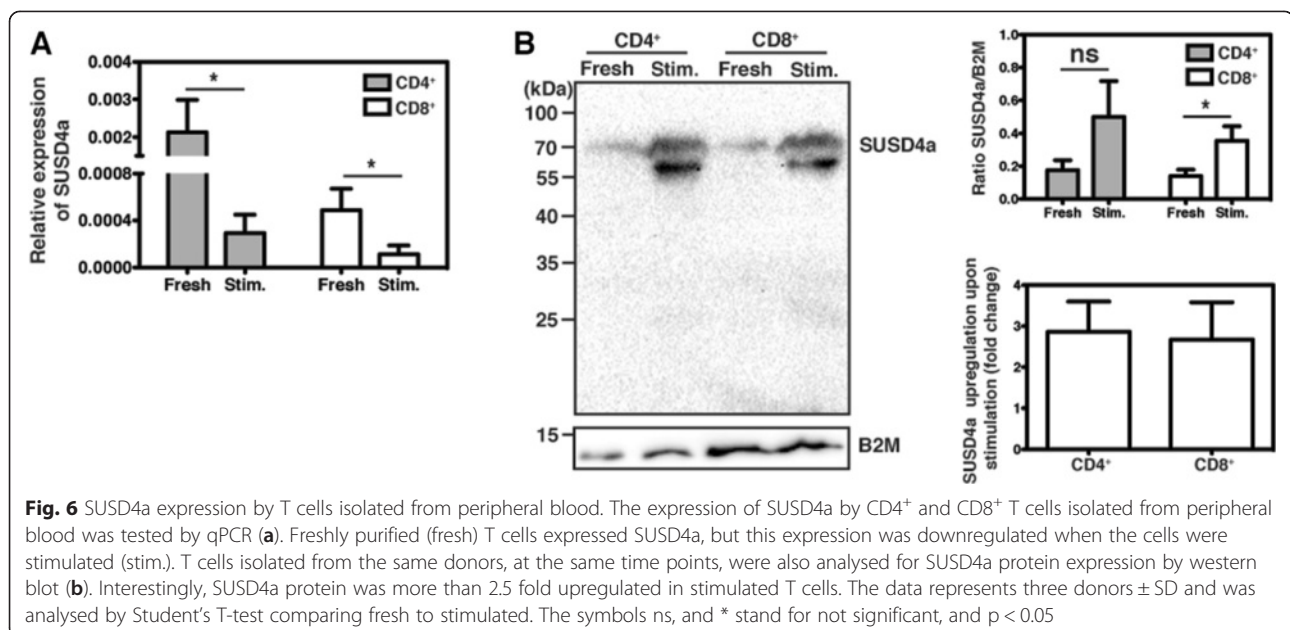 A
Relative expression
of SUSD4a
0.004
0.003
0.002
0.0008
0.0004
0.0000
*
*
CD4⁺
CD8⁺
Fresh Stim. Fresh Stim.
B
CD4⁺ CD8⁺
Fresh Stim. Fresh Stim.
(kDa)
100
70
55
40
35
25
15
SUSD4a
B2M
Ratio SUSD4a/B2M
1.0
0.8
0.6
0.4
0.2
0.0
ns
*
CD4⁺
CD8⁺
Fresh Stim. Fresh Stim.
SUSD4a upregulation upon
stimulation (fold change)
4
3
2
1
0
CD4⁺ CD8⁺
Fig. 6 SUSD4a expression by T cells isolated from peripheral blood. The expression of SUSD4a by CD4⁺ and CD8⁺ T cells isolated from peripheral
blood was tested by qPCR (a). Freshly purified (fresh) T cells expressed SUSD4a, but this expression was downregulated when the cells were
stimulated (stim.). T cells isolated from the same donors, at the same time points, were also analysed for SUSD4a protein expression by western
blot (b). Interestingly, SUSD4a protein was more than 2.5 fold upregulated in stimulated T cells. The data represents three donors ± SD and was
analysed by Student's T-test comparing fresh to stimulated. The symbols ns, and * stand for not significant, and p < 0.05